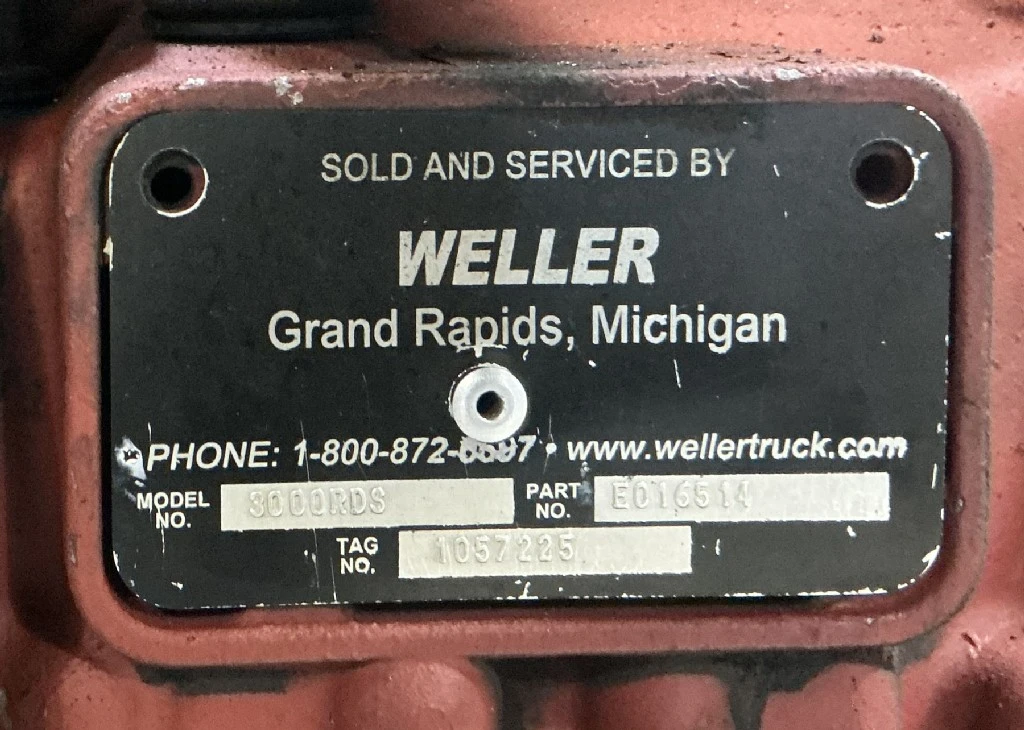 SOLD AND SERVICED BY
WELLER
Grand Rapids, Michigan
PHONE: 1-800-872- • www.wellertruck.com
MODEL NO. 3000RDS PART NO. E016514
TAG NO. 1057225